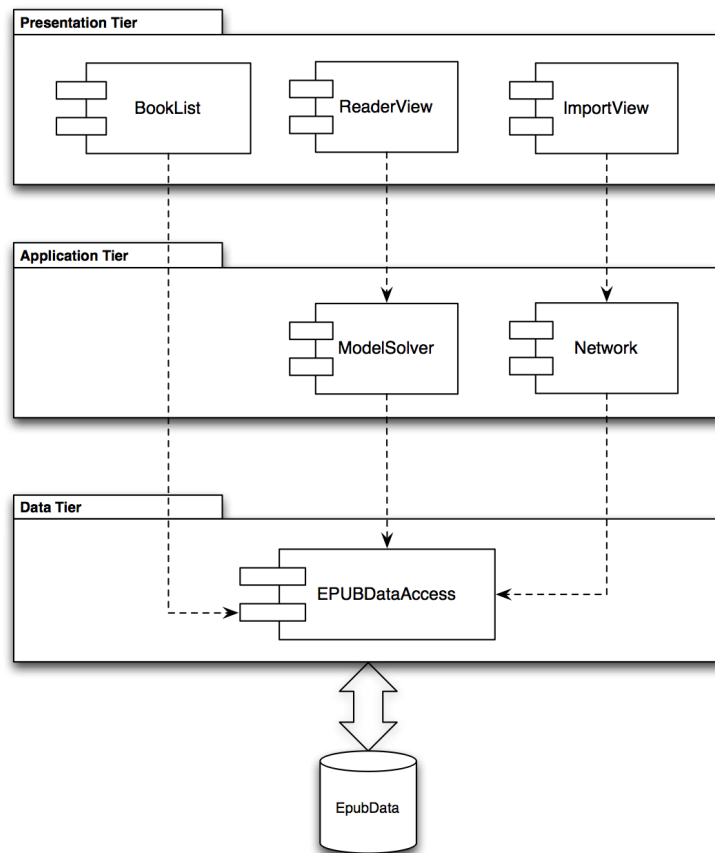 Presentation Tier
BookList
ReaderView
ImportView
Application Tier
ModelSolver
Network
Data Tier
EPUBDataAccess
EpubData